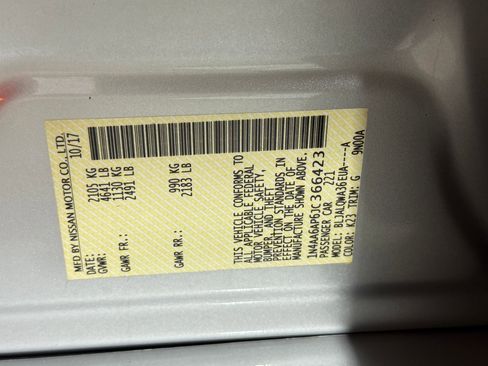 MFD BY NISSAN MOTOR CO., LTD.
10/17
GVWR: 2105 KG
4641 LB
GAWR FR: 1130 KG
2491 LB
GAWR RR: 990 KG
2183 LB
THIS VEHICLE CONFORMS TO
ALL APPLICABLE FEDERAL
MOTOR VEHICLE SAFETY,
BUMPER, AND THEFT
PREVENTION STANDARDS IN
EFFECT ON THE DATE OF
MANUFACTURE SHOWN ABOVE.
1N4AA6AP6JC366423
PASSENGER CAR 221
MODEL: BLJALQWA36EUA----A
COLOR: K23 TRIM: G 9N00A